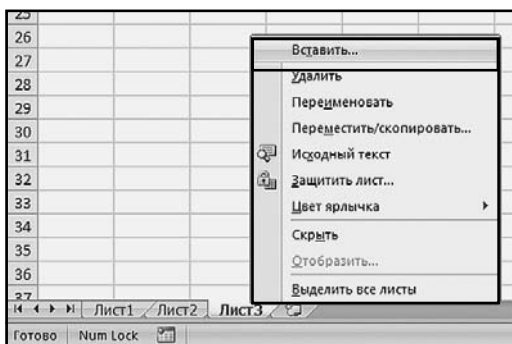 25
26
27
28
29
30
31
32
33
34
35
36
37
Вставить...
Удалить
Переименовать
Переместить/скопировать...
Исходный текст
Защитить лист...
Цвет ярлычка
Скрыть
Отобразить...
Выделить все листы
Лист1 Лист2 Лист3
Готово Num Lock